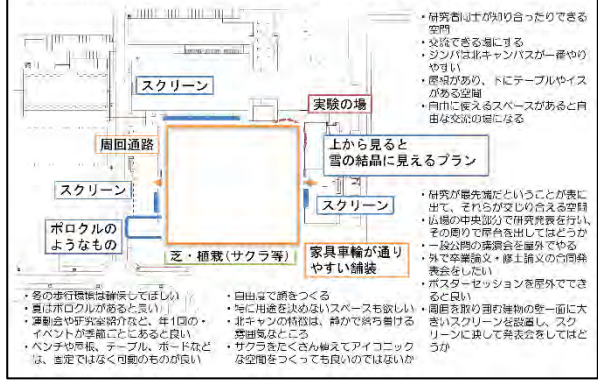 ・研究者同士が知り合ったりできる
空間
・交流できる場にする
・ジンパは北キャンパスが一番やり
やすい
・屋根があり、下にテーブルやイス
がある空間
・自由に使えるスペースがあると自
由な交流の場になる
スクリーン
実験の場
周回通路
上から見ると
雪の結晶に見えるプラン
スクリーン
スクリーン
ポロクル
のようなもの
芝・植栽(サクラ等)
家具車輪が通り
やすい舗装
・研究が最先端だということが表に
出て、それらが交じり合える空間
・広場の中央部分で研究発表を行い、
その周りで屋台を出してはどうか
・一般公開の講演会を屋外でやる
・外で卒業論文・修士論文の合同発
表会をしたい
・ポスターセッションを屋外ででき
ると良い
・周囲を取り囲む建物の壁一面に大
きいスクリーンを設置し、スク
リーンに映して発表会をしてはど
うか
・冬の歩行環境は確保してほしい
・夏はポロクルがあると良い
・運動会や研究室紹介など、年1回の・
イベントが季節ごとにあると良い
・ベンチや屋根、テーブル、ボードなど
は、固定ではなく可動のものが良い
・自由度で顔をつくる
・特に用途を決めないスペースも欲しい
・北キャンの特徴は、静かで落ち着ける
雰囲気なところ
・サクラをたくさん植えてアイコニック
な空間をつくっても良いのではないか